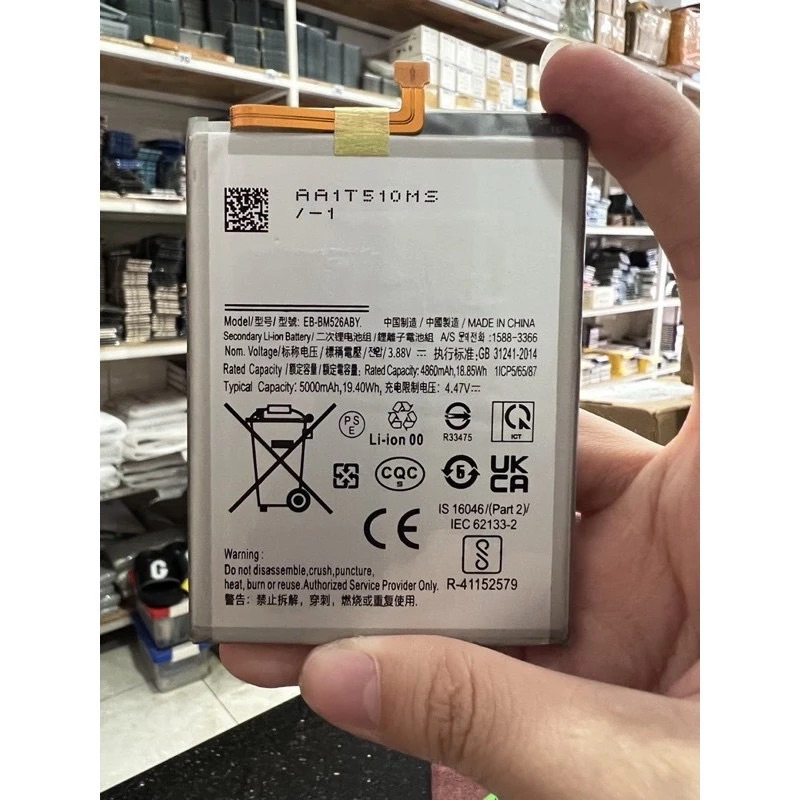 AA1T510MS
/-1
Model/型号/型號: EB-BM526ABY. 中国制造 / 中國製造 / MADE IN CHINA
Secondary Li-ion Battery / 二次锂电池组 / 鋰離子電池組 A/S 문의전화 :1588-3366
Nom. Voltage/标称电压 / 標稱電壓 / 전압/ 3.88V ⎓ 执行标准: GB 31241-2014
Rated Capacity / 额定容量 / 額定容量 / Rated Capacity: 4860mAh, 18.85Wh 1ICP5/65/87
Typical Capacity: 5000mAh, 19.40Wh, 充电限制电压: 4.47V⎓
PS
E
Li-ion 00
R33475
ICT
CQC
S
6
UK
CA
CE
IS 16046/(Part 2)/
IEC 62133-2
R-41152579
Warning :
Do not disassemble,crush,puncture,
heat, burn or reuse.Authorized Service Provider Only.
警告: 禁止拆解, 穿刺, 燃烧或重复使用.
C